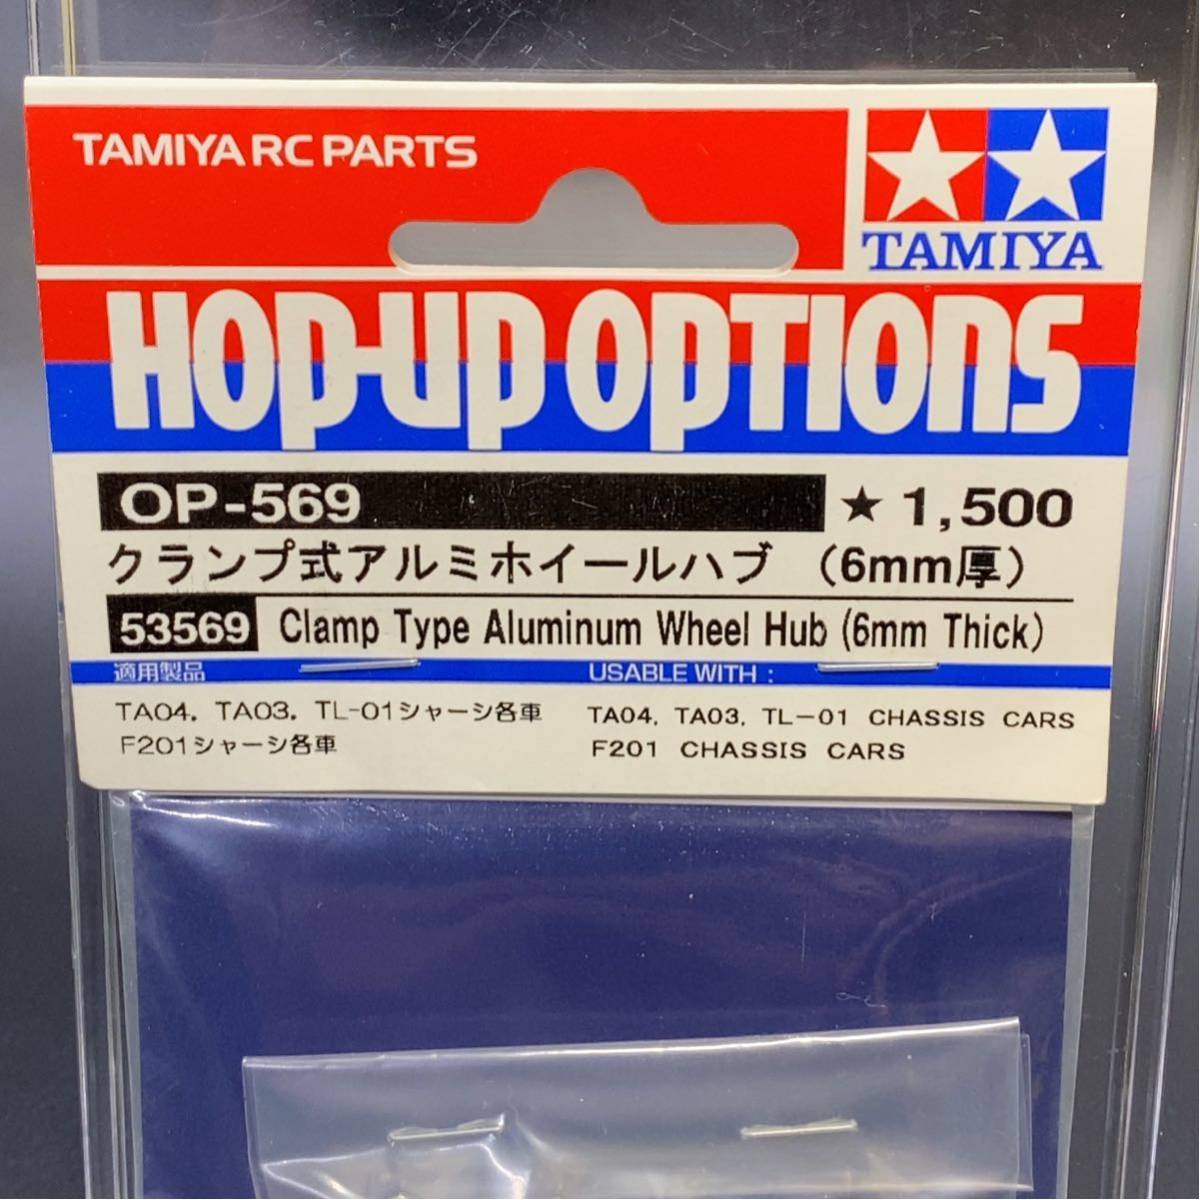 TAMIYA RC PARTS
TAMIYA
HOP-UP OPTIONS
OP-569 ★ 1,500
クランプ式アルミホイールハブ (6mm厚)
53569 Clamp Type Aluminum Wheel Hub (6mm Thick)
適用製品 USABLE WITH :
TA04. TA03. TL-01シャーシ各車
F201シャーシ各車
TA04, TA03, TL-01 CHASSIS CARS
F201 CHASSIS CARS